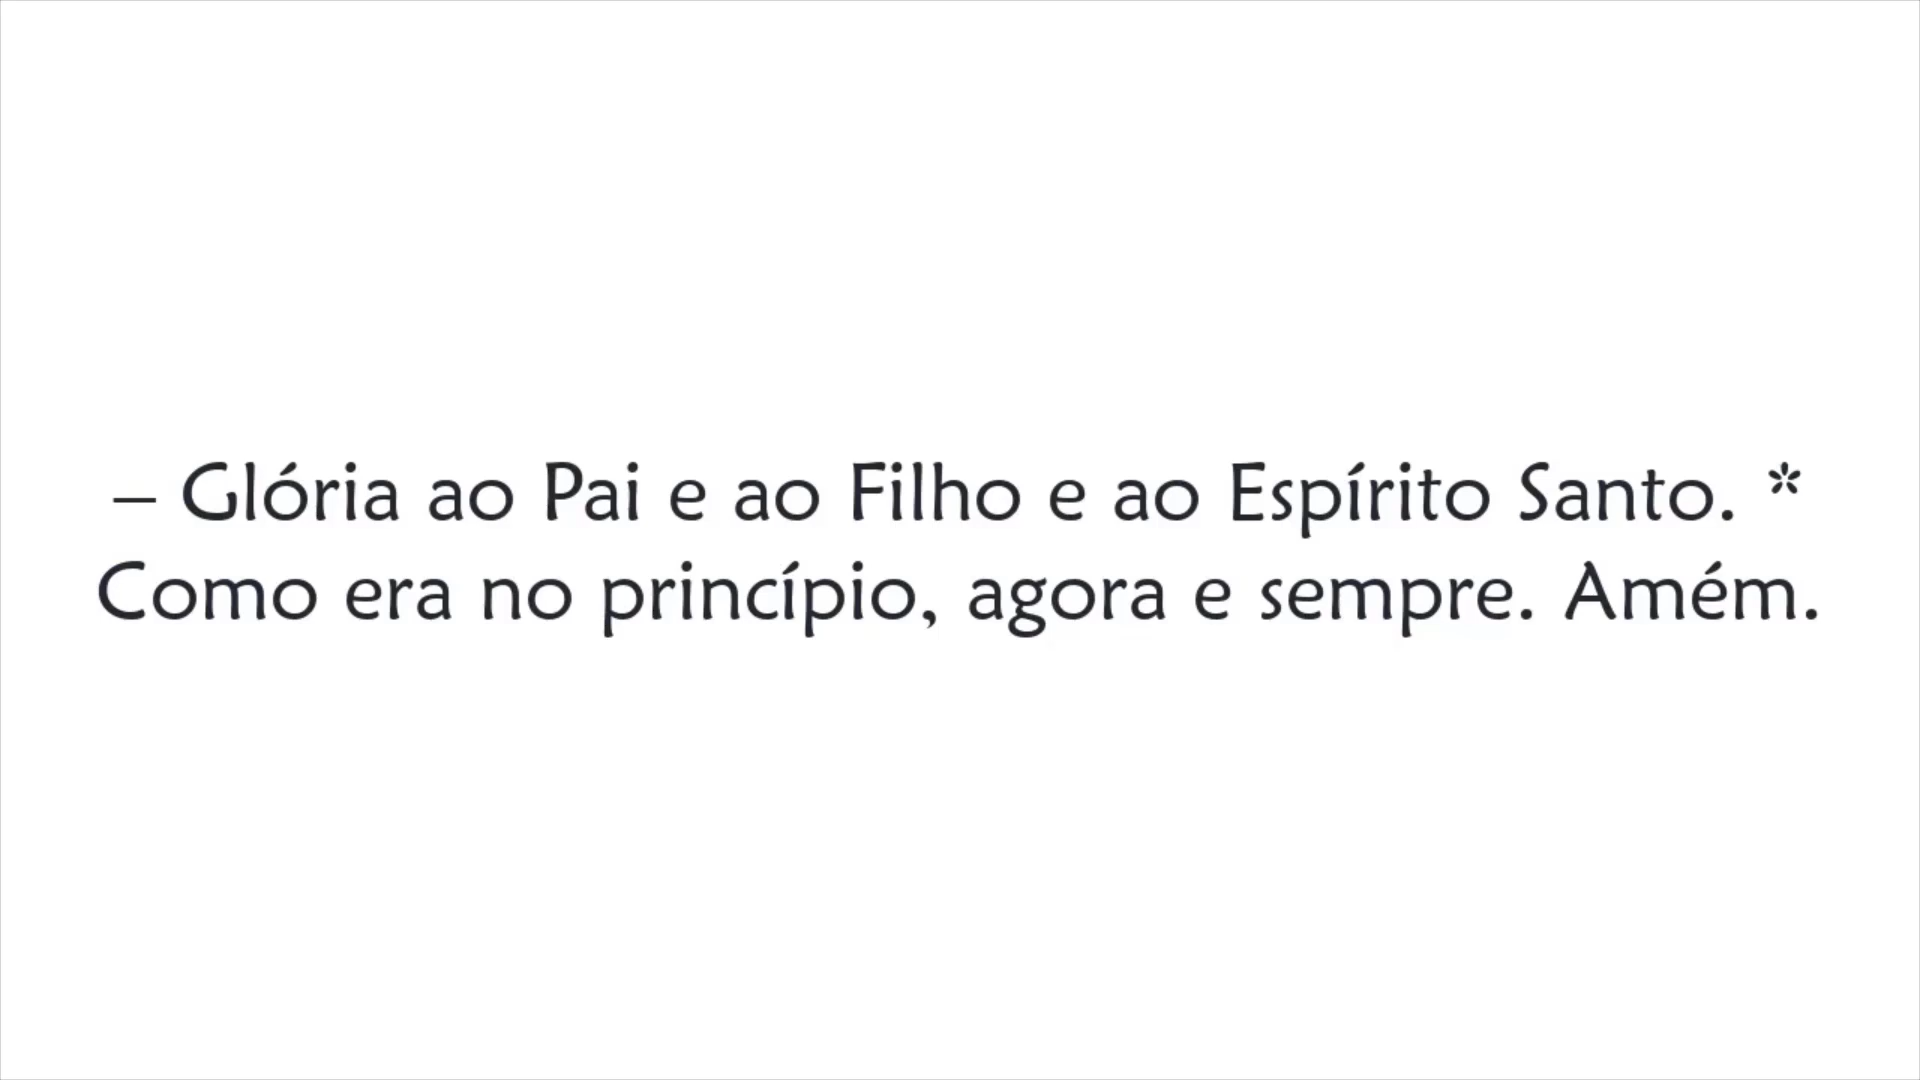 – Glória ao Pai e ao Filho e ao Espírito Santo. *
Como era no princípio, agora e sempre. Amém.